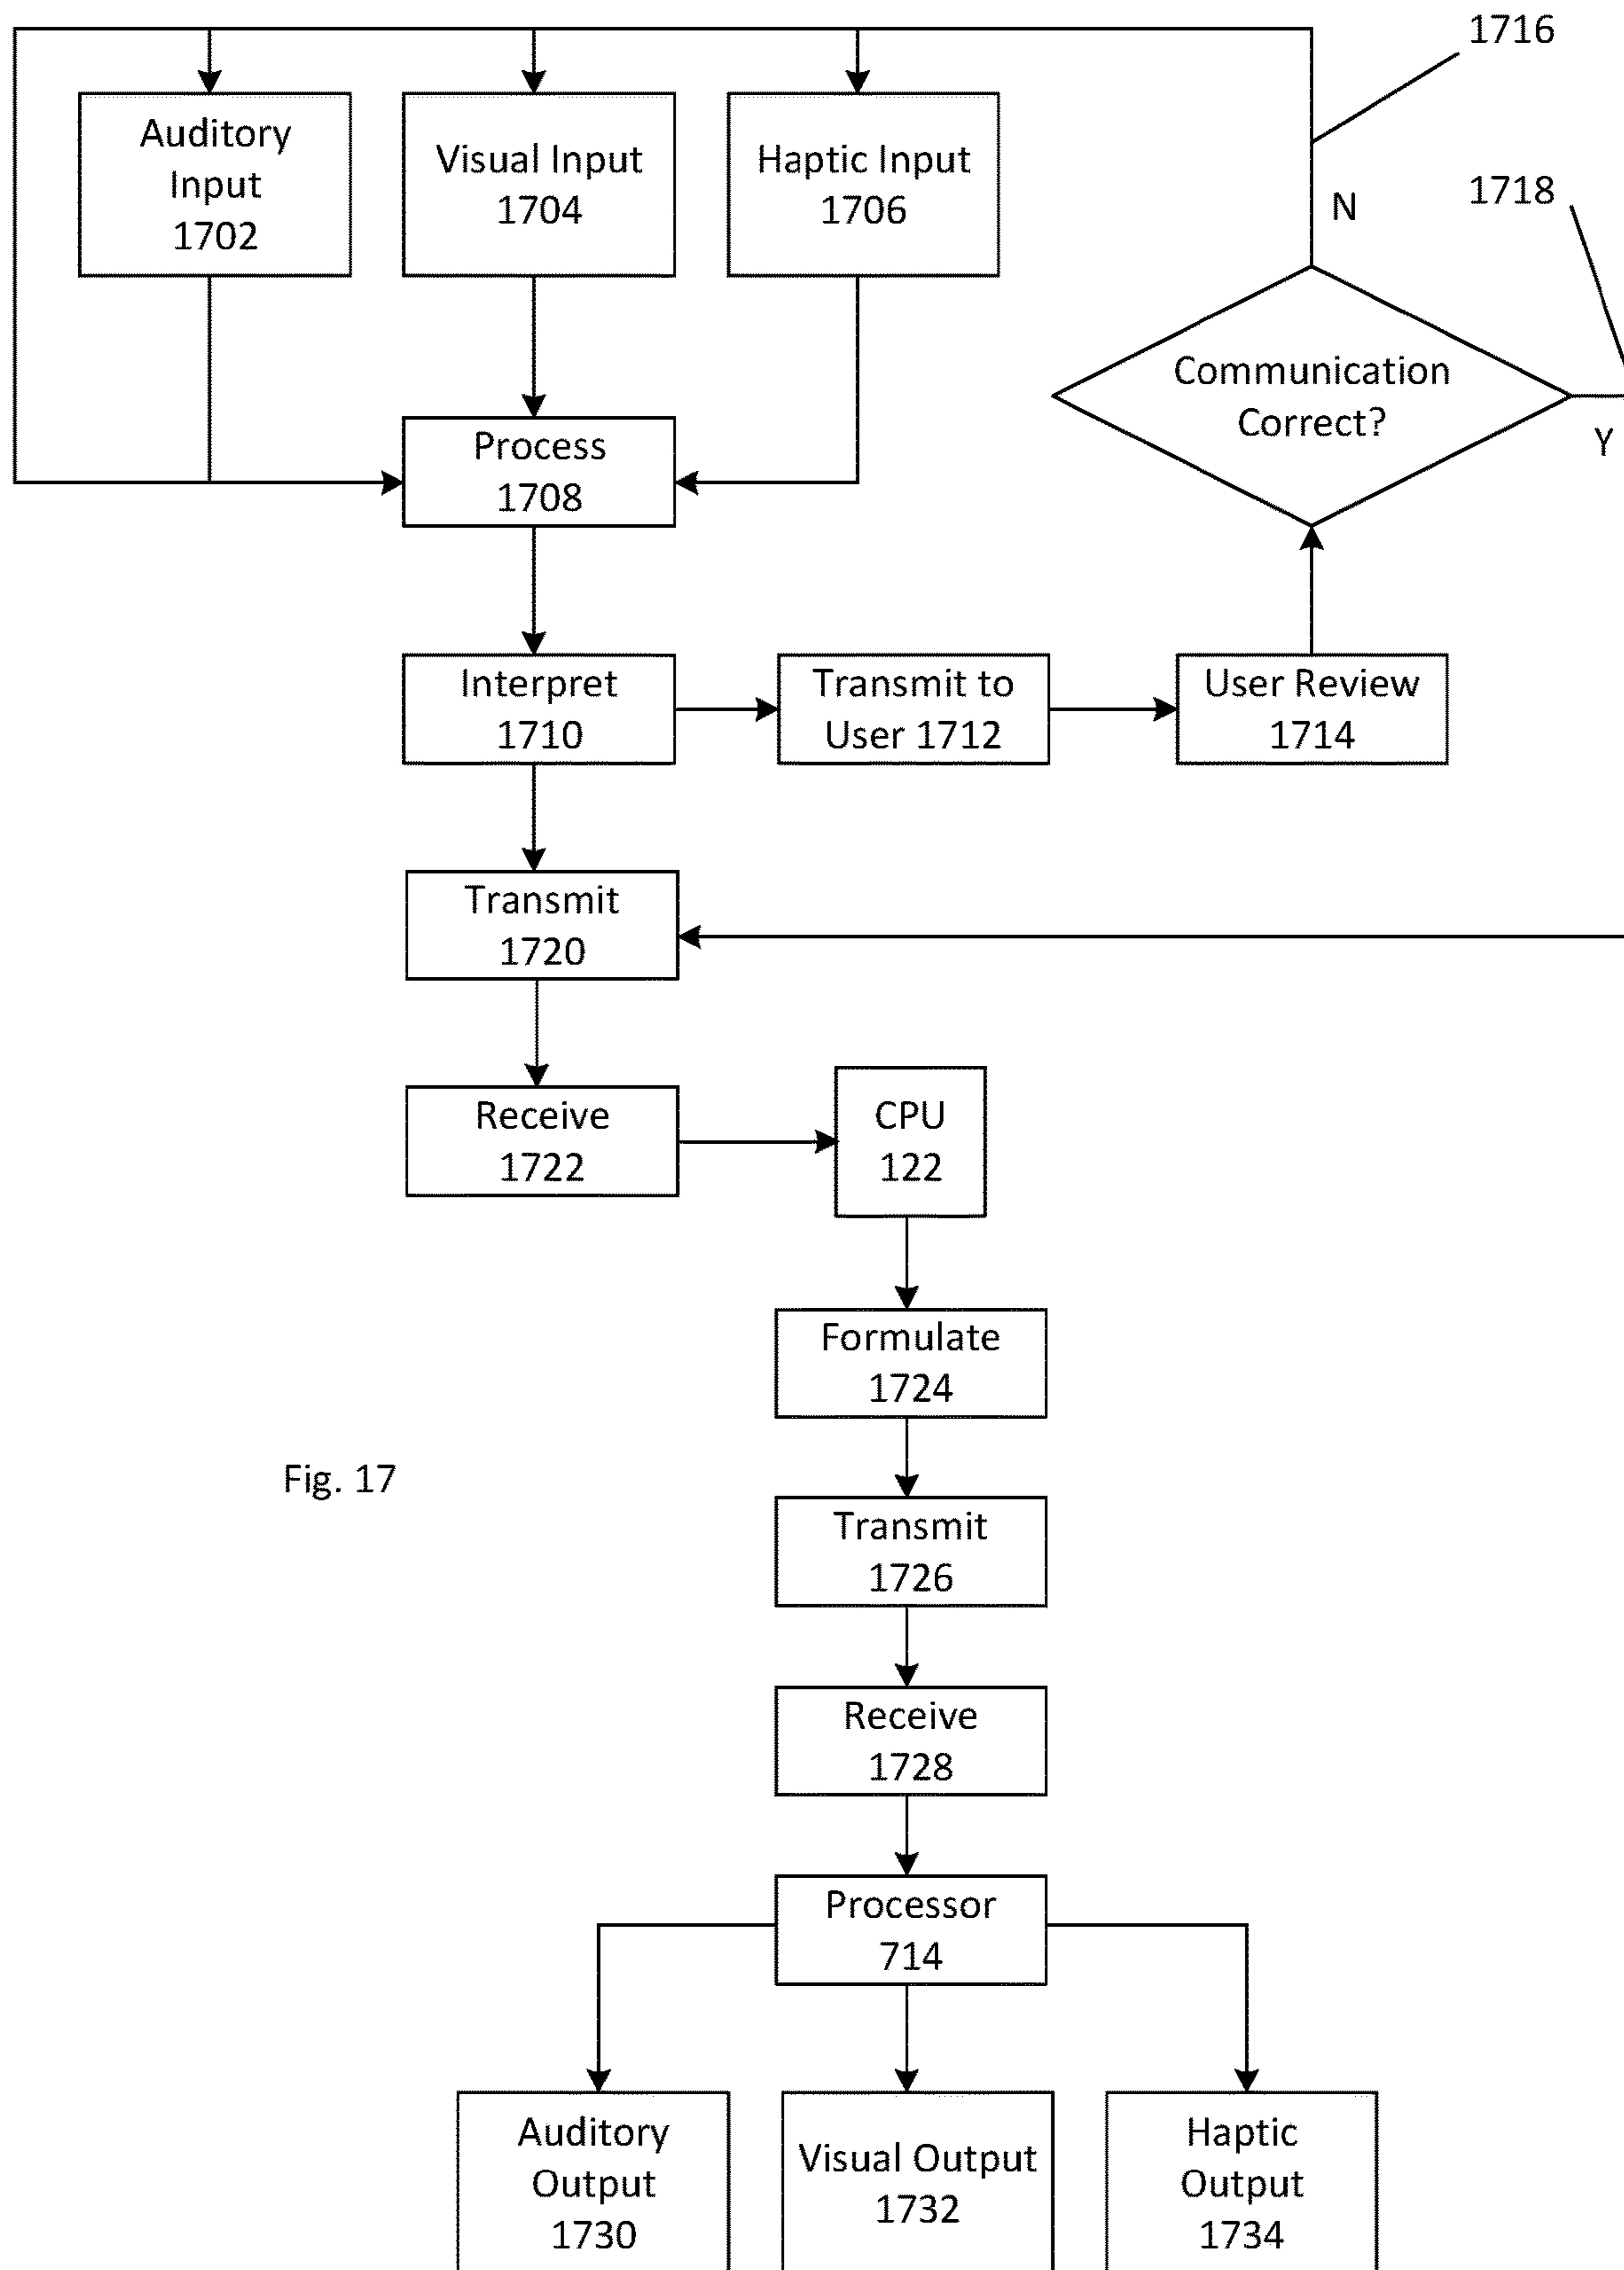 1716
Auditory
Input
1702
Visual Input
1704
Haptic Input
1706
N
1718
Communication
Correct?
Y
Process
1708
Interpret
1710
Transmit to
User 1712
User Review
1714
Transmit
1720
Receive
1722
CPU
122
Formulate
1724
Fig. 17
Transmit
1726
Receive
1728
Processor
714
Auditory
Output
1730
Visual Output
1732
Haptic
Output
1734